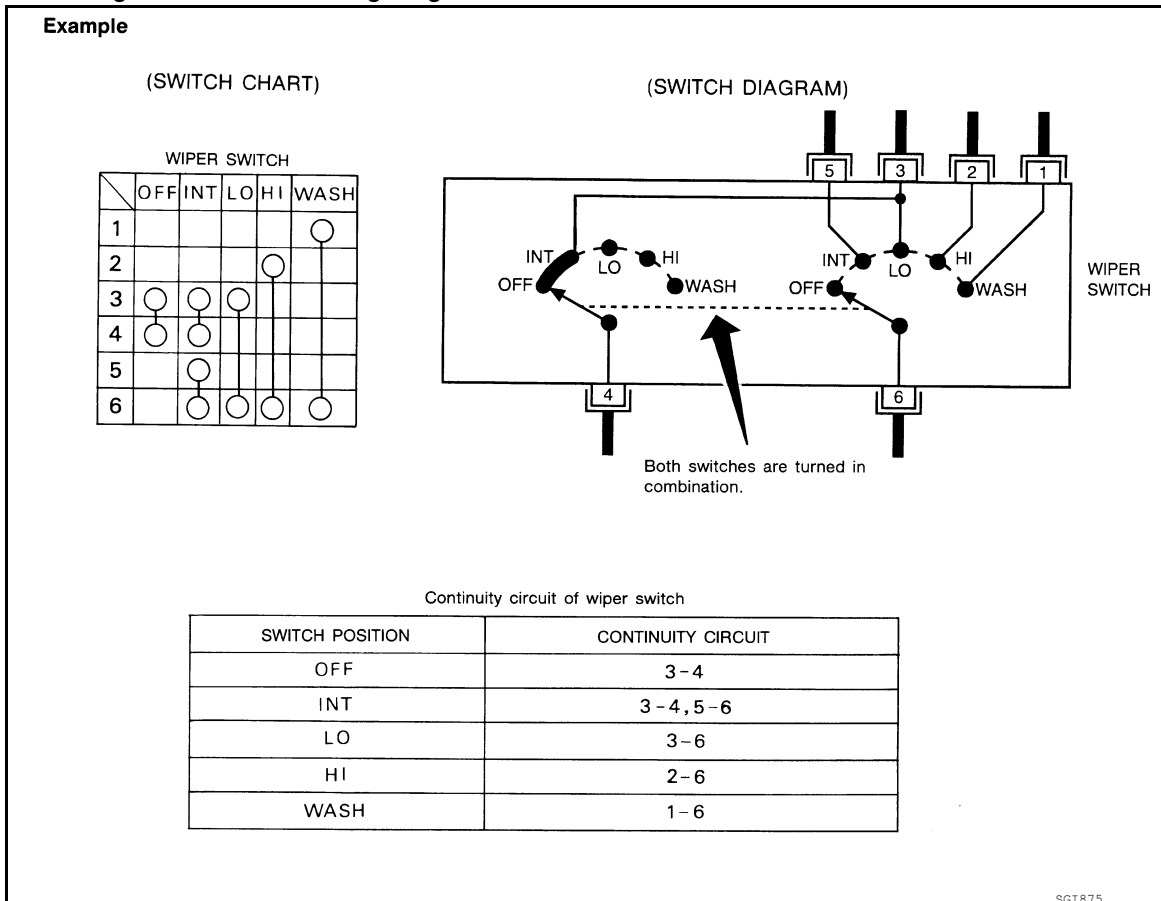 Example
(SWITCH CHART)
WIPER SWITCH
OFF INT LO HI WASH
1
2
3
4
5
6
(SWITCH DIAGRAM)
5 3 2 1
INT LO HI
OFF WASH
INT LO HI
OFF WASH
WIPER
SWITCH
4 6
Both switches are turned in
combination.
Continuity circuit of wiper switch
SWITCH POSITION CONTINUITY CIRCUIT
OFF 3-4
INT 3-4,5-6
LO 3-6
HI 2-6
WASH 1-6
SGT875